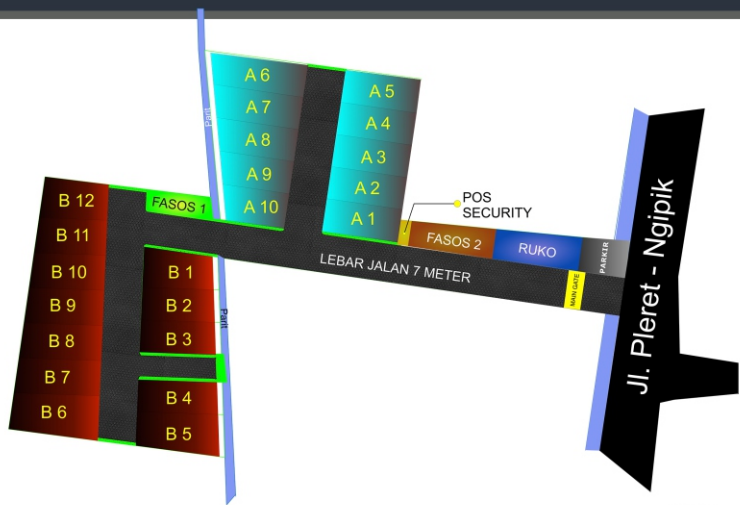 A 6
A 7
A 8
A 9
A 10
A 5
A 4
A 3
A 2
A 1
Parit
POS
SECURITY
B 12
B 11
B 10
B 9
B 8
B 7
B 6
FASOS 1
B 1
B 2
B 3
B 4
B 5
Parit
FASOS 2
RUKO
PARKIR
LEBAR JALAN 7 METER
MAIN GATE
Jl. Pleret - Ngipik